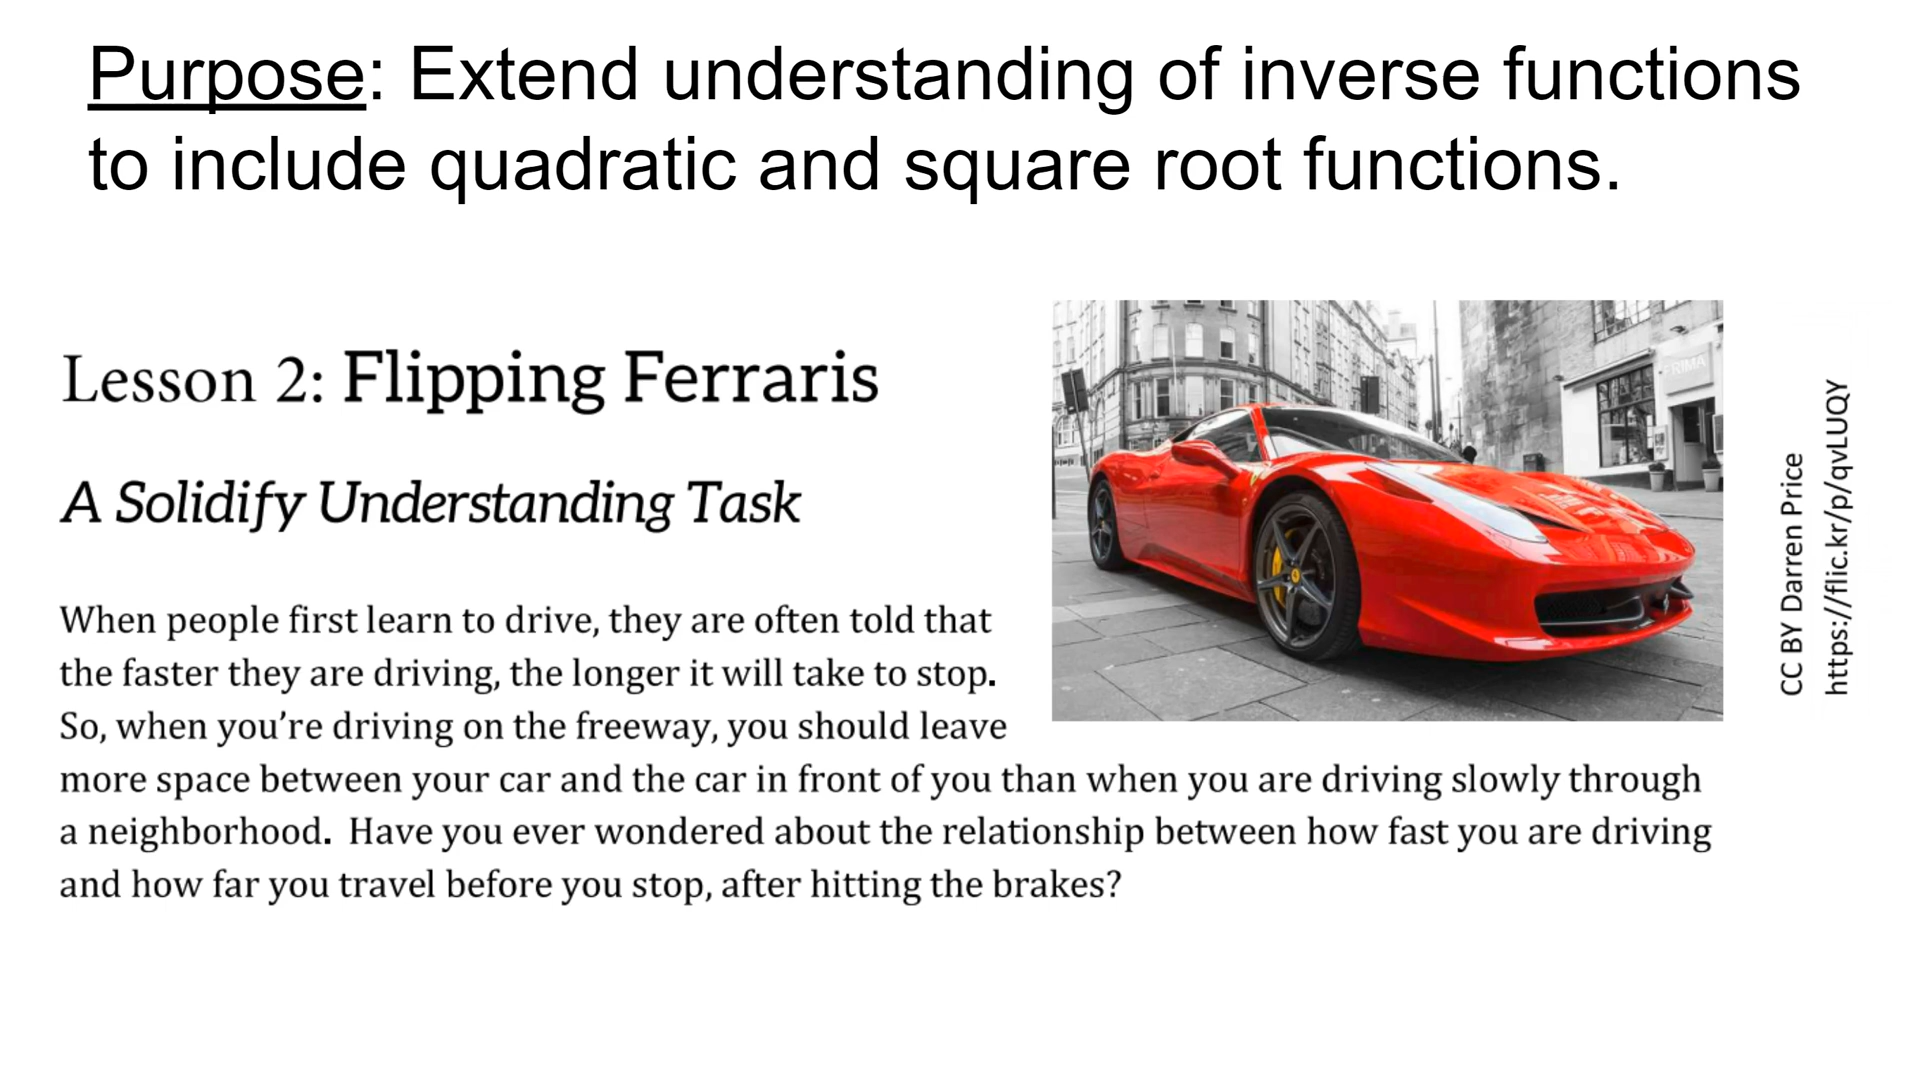 Purpose: Extend understanding of inverse functions
to include quadratic and square root functions.
Lesson 2: Flipping Ferraris
A Solidify Understanding Task
When people first learn to drive, they are often told that
the faster they are driving, the longer it will take to stop.
So, when you’re driving on the freeway, you should leave
more space between your car and the car in front of you than when you are driving slowly through
a neighborhood. Have you ever wondered about the relationship between how fast you are driving
and how far you travel before you stop, after hitting the brakes?
PRIMA
CC BY Darren Price
https://flic.kr/p/qvLUQY